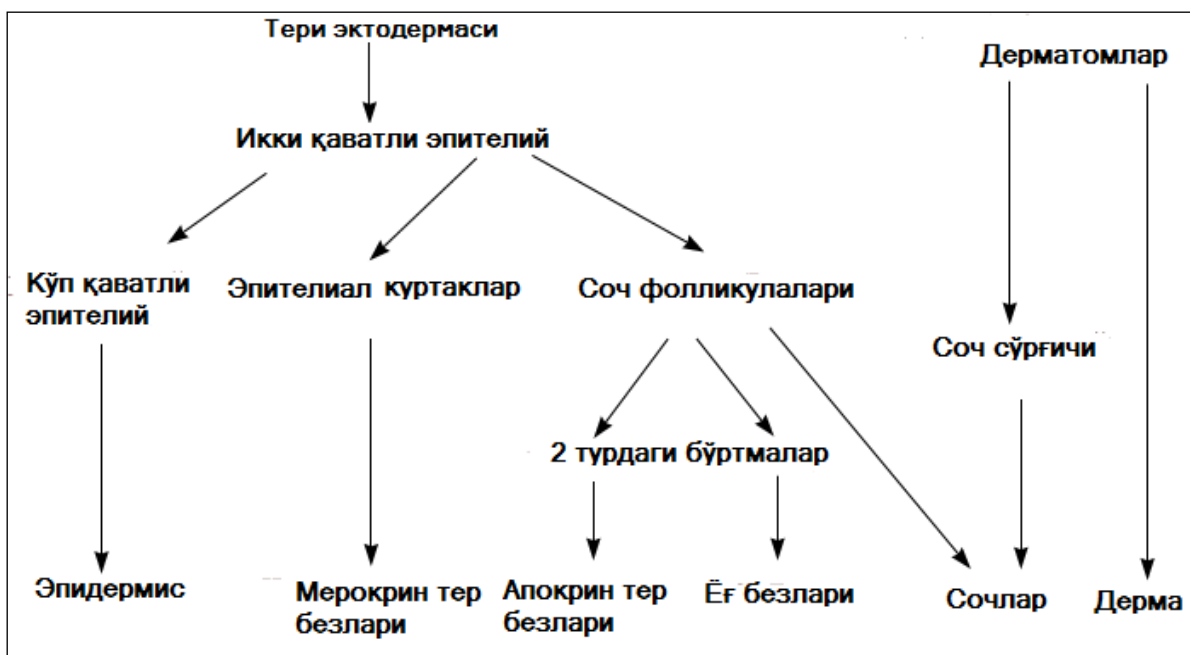 Тери эктодермаси
Дерматомлар
Икки қаватли эпителий
Кўп қаватли
эпителий
Эпителиал куртаклар
Соч фолликулалари
Соч сўрғичи
2 турдаги бўртмалар
Эпидермис
Мерокрин тер
безлари
Апокрин тер
безлари
Ёғ безлари
Сочлар
Дерма